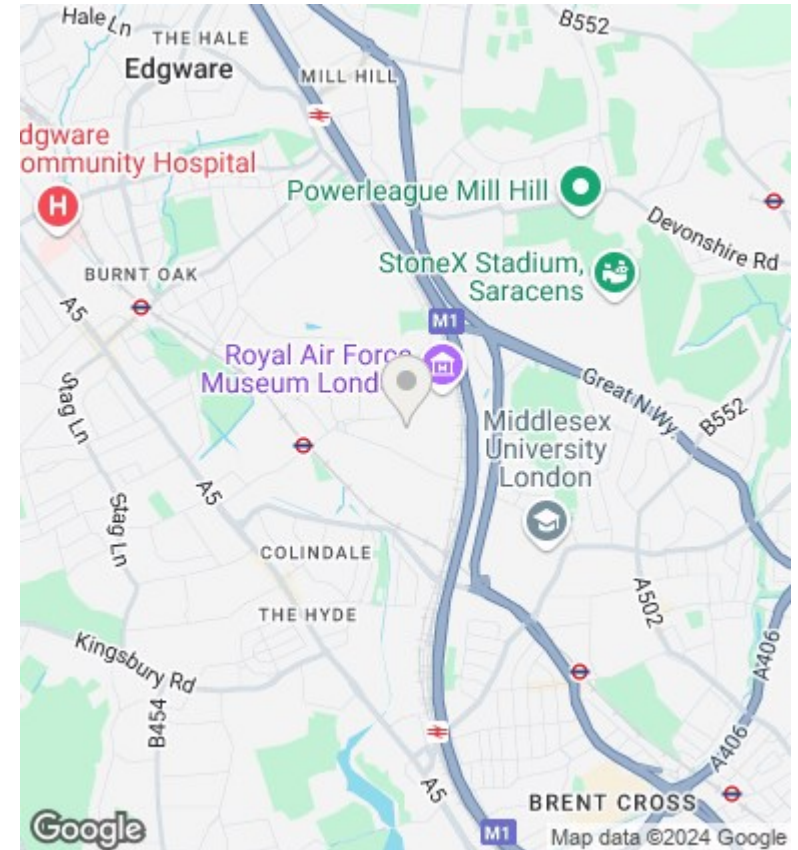 Hale Ln
THE HALE
B552
Edgware
MILL HILL
dgware
ommunity Hospital
H
Powerleague Mill Hill
Devonshire Rd
StoneX Stadium,
Saracens
BURNT OAK
A5
M1
Royal Air Force
Museum Lond
Great N Wy
B552
Stag Ln
Middlesex
University
London
A5
Stag Ln
COLINDALE
THE HYDE
A502
Kingsbury Rd
A406
B454
A406
A5
BRENT CROSS
Google
M1
Map data ©2024 Google